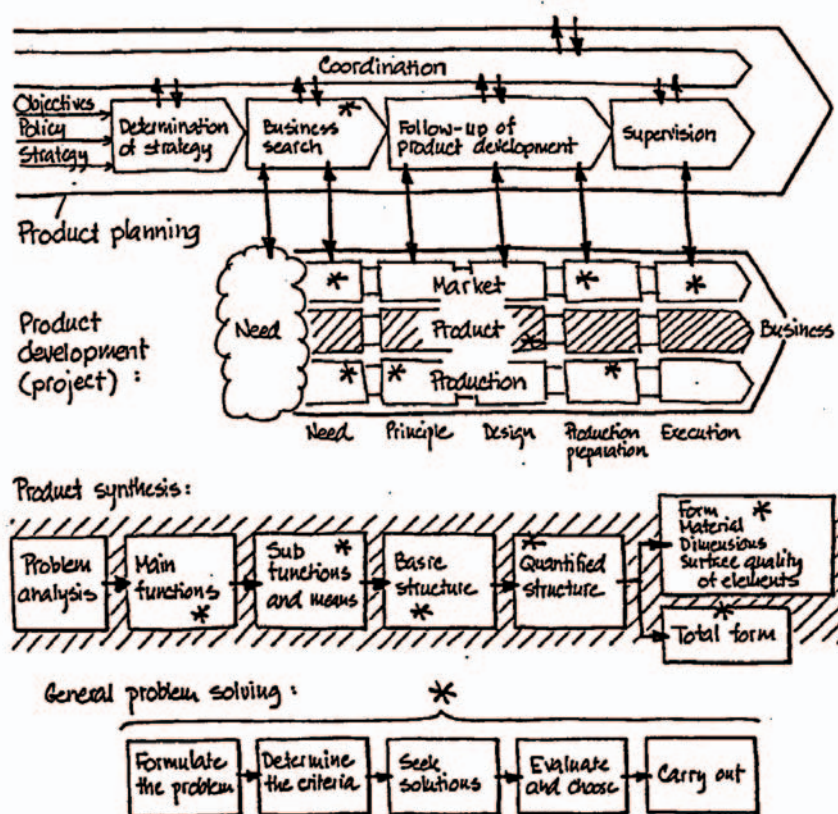 Coordination
Objectives
Policy
Strategy
Determination
of strategy
Business
search
Follow-up of
product development
Supervision
Product planning
Product
development
(project) :
Need
Market
Product
Production
Business
Need
Principle
Design
Production
preparation
Execution
Product synthesis:
Problem
analysis
Main
functions
Sub
functions
and means
Basic
structure
Quantified
structure
Form
Material
Dimensions
Surface quality
of elements
Total form
General problem solving :
Formulate
the problem
Determine
the criteria
Seek
solutions
Evaluate
and choose
Carry out